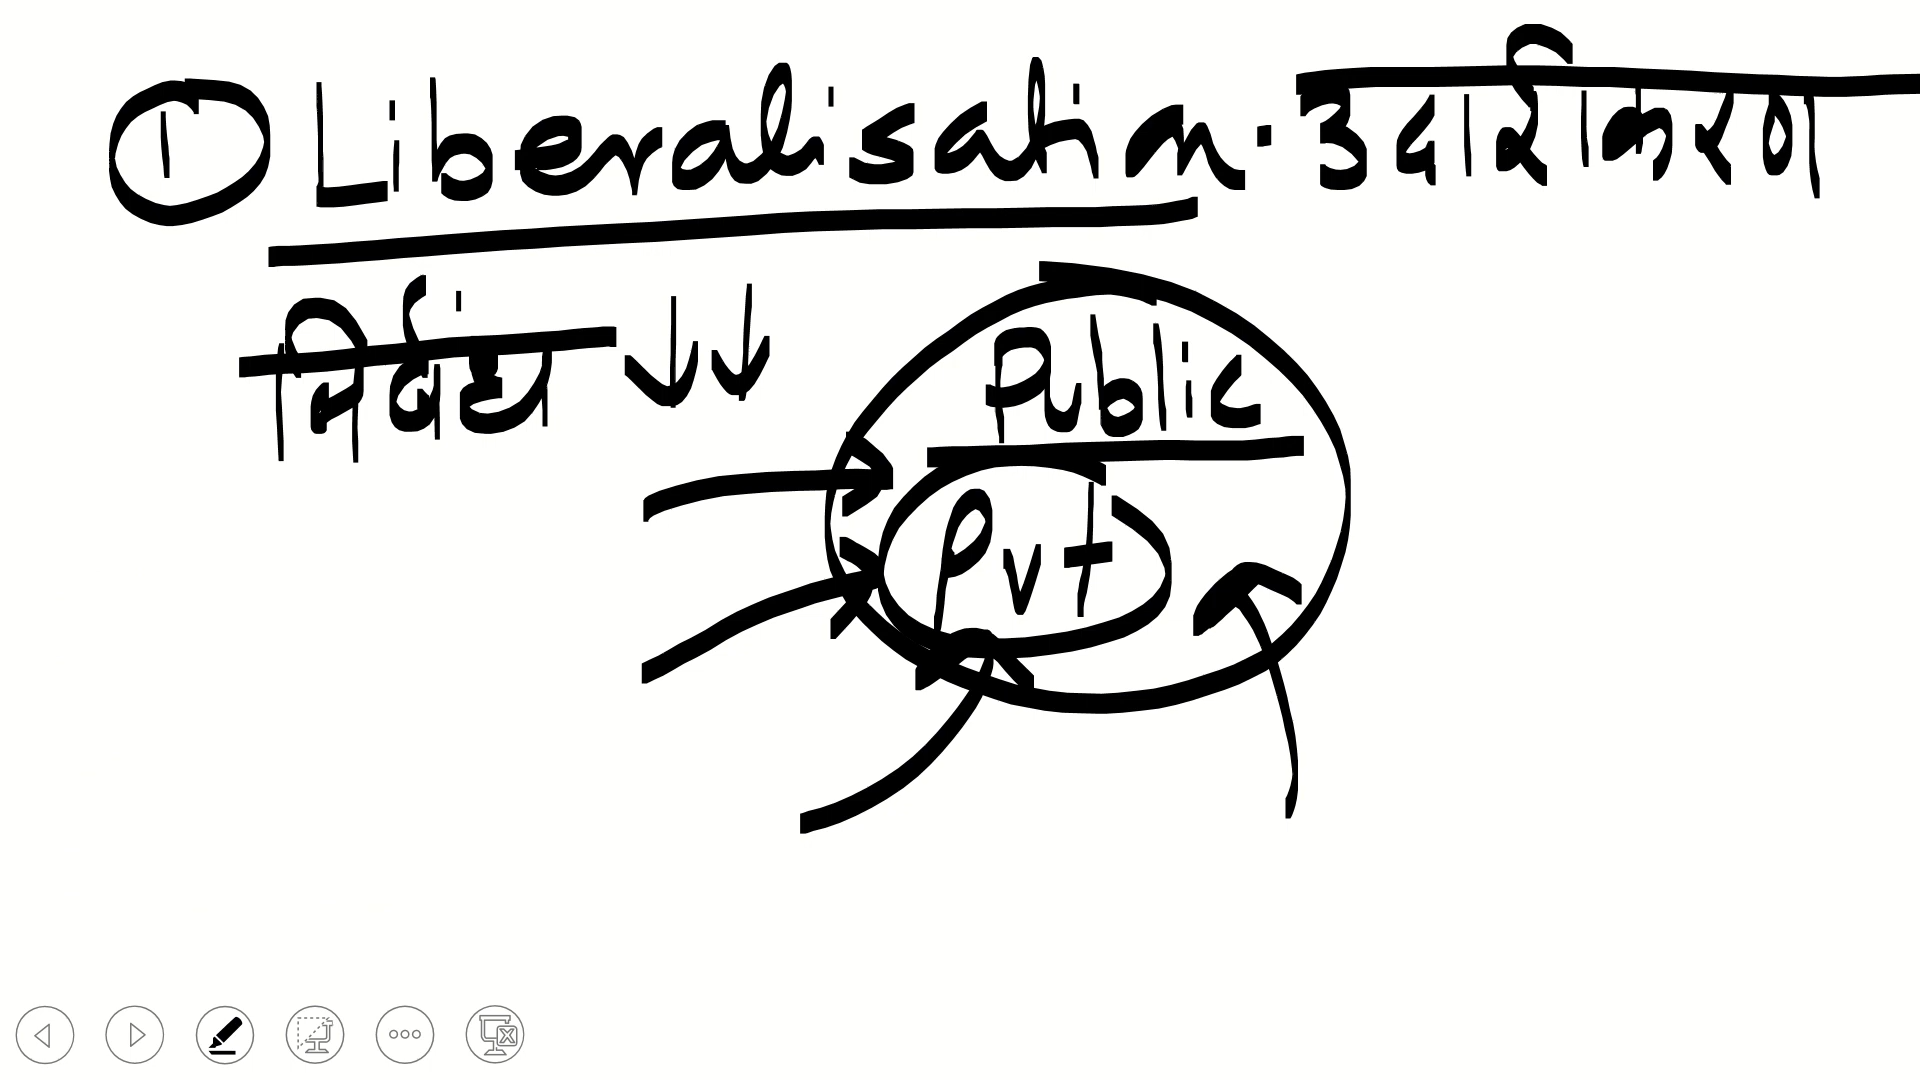 1 Liberalisation. उदारीकरण
निर्बंध ↓↓
Public
Pvt